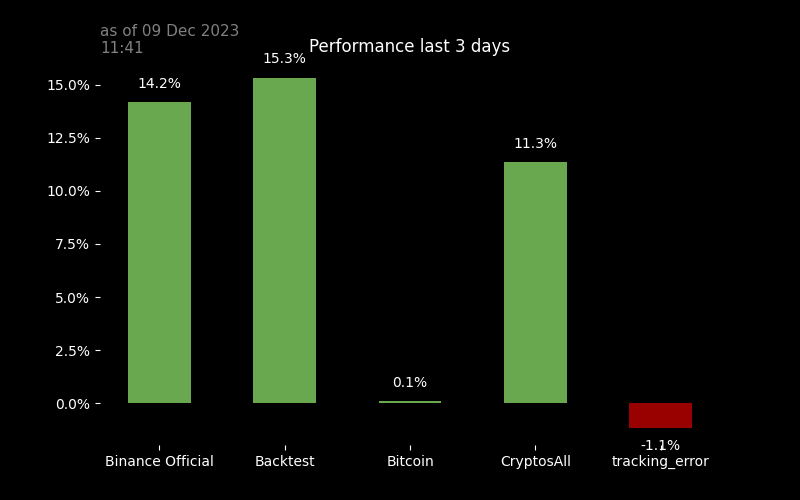 as of 09 Dec 2023
11:41
Performance last 3 days
15.3%
14.2%
15.0%
12.5%
11.3%
10.0%
7.5%
5.0%
2.5%
0.1%
0.0%
-1.1%
Binance Official
Backtest
Bitcoin
CryptosAll
tracking_error